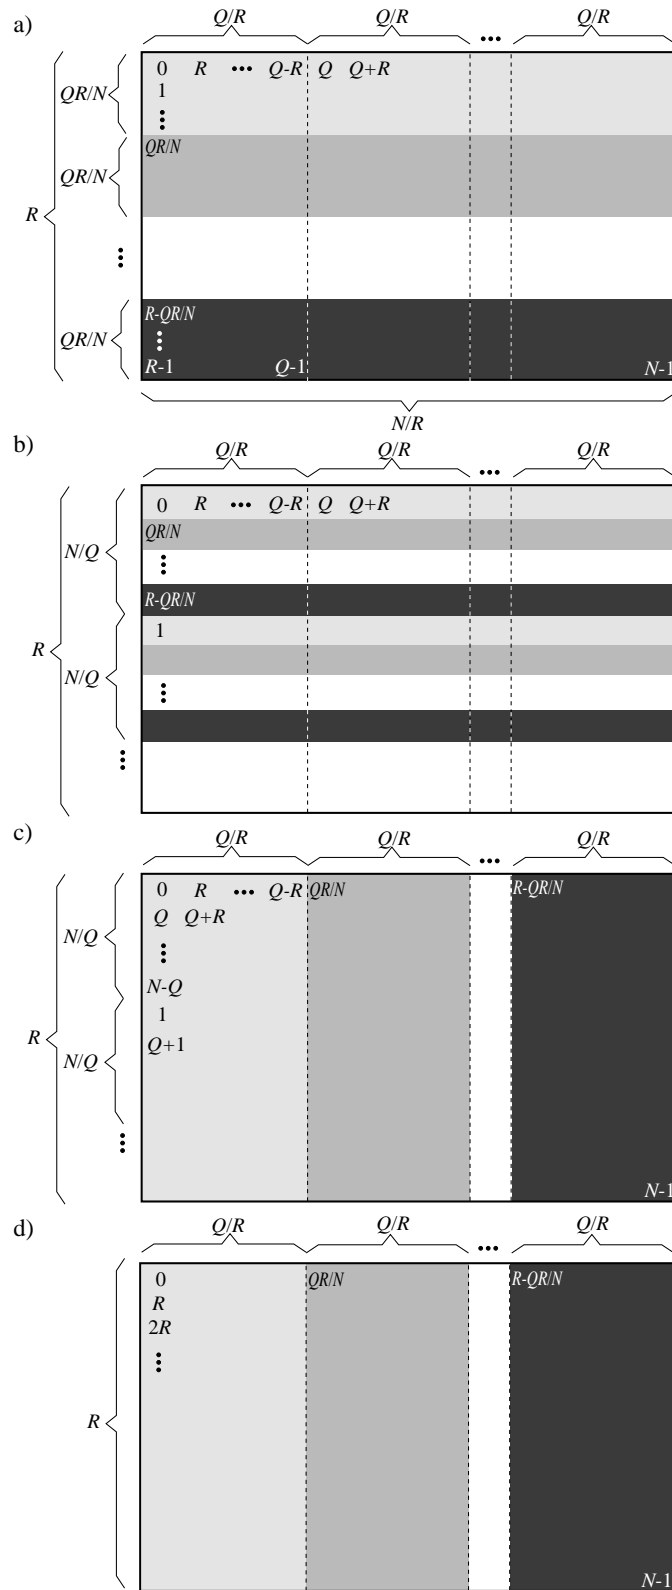 a)
Q/R Q/R ••• Q/R
0 R ••• Q-R Q Q+R
QR/N
1
QR/N
QR/N
R
R-QR/N
QR/N
R-1 Q-1 N-1
N/R
b)
Q/R Q/R ••• Q/R
0 R ••• Q-R Q Q+R
QR/N
N/Q
R-QR/N
1
R
N/Q
c)
Q/R Q/R ••• Q/R
0 R ••• Q-R QR/N R-QR/N
Q Q+R
N/Q
N-Q
1
R
N/Q
Q+1
N-1
d)
Q/R Q/R ••• Q/R
0 QR/N R-QR/N
R
2R
R
N-1